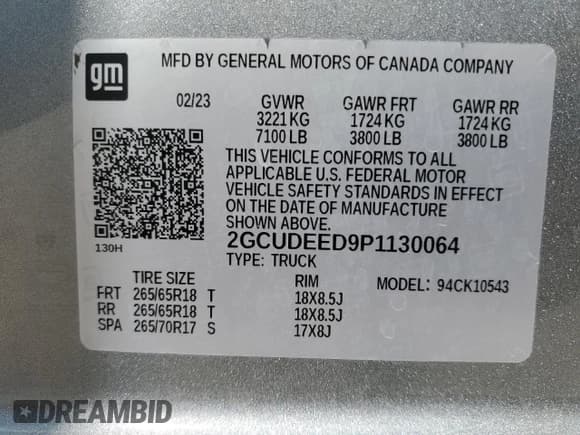 gm
MFD BY GENERAL MOTORS OF CANADA COMPANY
02/23 GVWR GAWR FRT GAWR RR
3221 KG 1724 KG 1724 KG
7100 LB 3800 LB 3800 LB
THIS VEHICLE CONFORMS TO ALL
APPLICABLE U.S. FEDERAL MOTOR
VEHICLE SAFETY STANDARDS IN EFFECT
ON THE DATE OF MANUFACTURE
SHOWN ABOVE.
130H
2GCUDEED9P1130064
TYPE: TRUCK
TIRE SIZE RIM MODEL: 94CK10543
FRT 265/65R18 T 18X8.5J
RR 265/65R18 T 18X8.5J
SPA 265/70R17 S 17X8J
DREAMBID